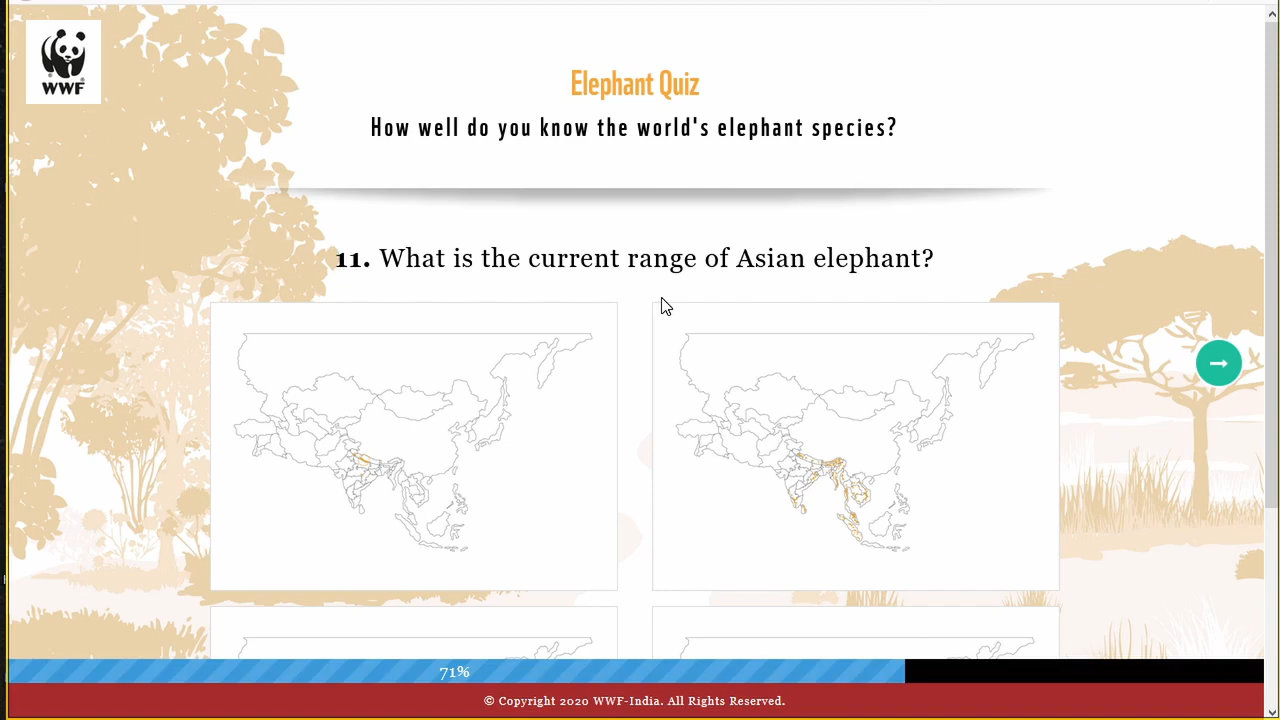 WWF
Elephant Quiz
How well do you know the world's elephant species?
11. What is the current range of Asian elephant?
71%
© Copyright 2020 WWF-India. All Rights Reserved.